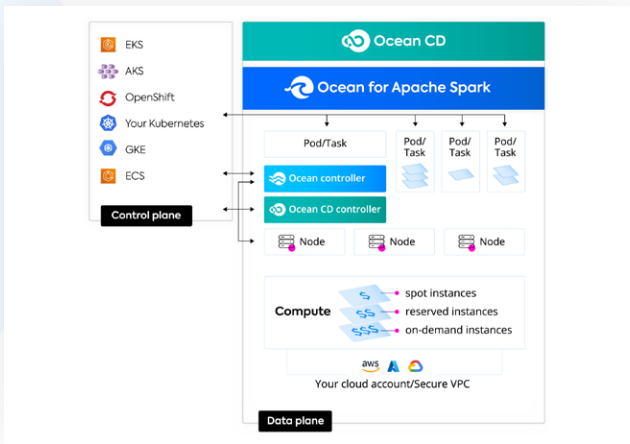 EKS
AKS
OpenShift
Your Kubernetes
GKE
ECS
Control plane
Ocean CD
Ocean for Apache Spark
Pod/Task
Pod/
Task
Pod/
Task
Pod/
Task
Ocean controller
Ocean CD controller
Node
Node
Node
Compute
$
$$
$$$
spot instances
reserved instances
on-demand instances
aws
Your cloud account/Secure VPC
Data plane